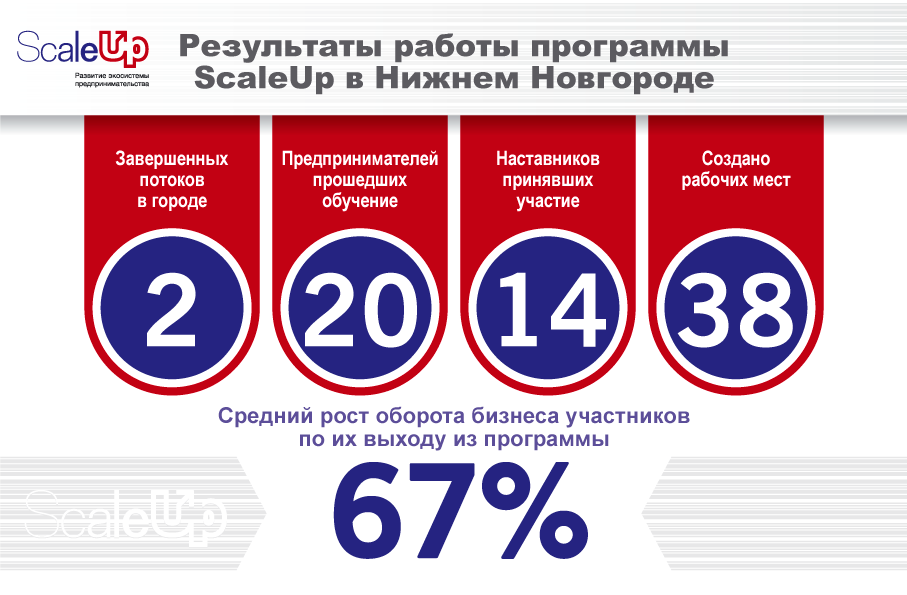 ScaleUp
Развитие экосистемы
предпринимательства
Результаты работы программы
ScaleUp в Нижнем Новгороде
Завершенных
потоков
в городе
2
Предпринимателей
прошедших
обучение
20
Наставников
принявших
участие
14
Создано
рабочих мест
38
Средний рост оборота бизнеса участников
по их выходу из программы
67%
ScaleUp